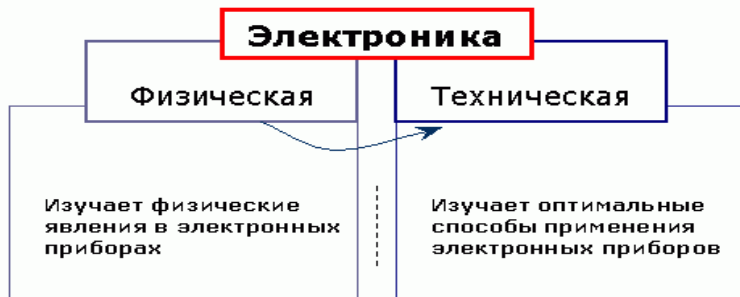 Электроника
Физическая
Техническая
Изучает физические
явления в электронных
приборах
Изучает оптимальные
способы применения
электронных приборов